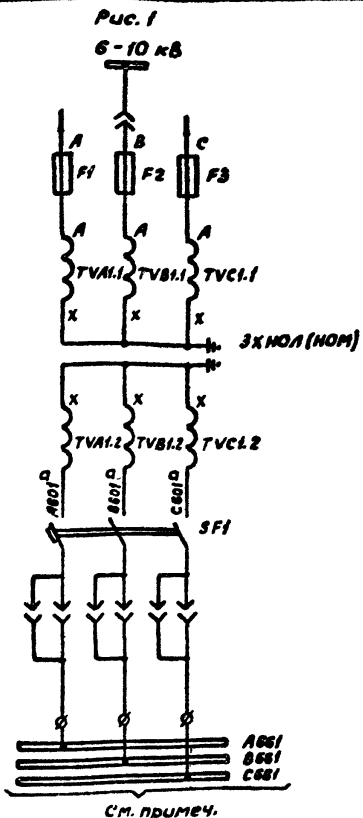 Рис. 1
6-10 кВ
A B C
F1 F2 F3
A A A
TVA1.1 TVB1.1 TVC1.1
X X X
3хНОЛ(НОМ)
X X X
TVA1.2 TVB1.2 TVC1.2
a a a
A601 B601 C601
SF1
A661
B661
C661
См. примеч.